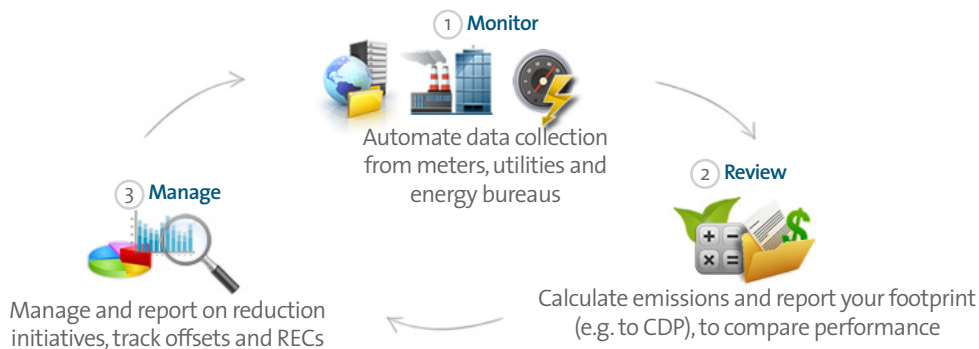 1 Monitor
Automate data collection
from meters, utilities and
energy bureaus
2 Review
Calculate emissions and report your footprint
(e.g. to CDP), to compare performance
3 Manage
Manage and report on reduction
initiatives, track offsets and RECs